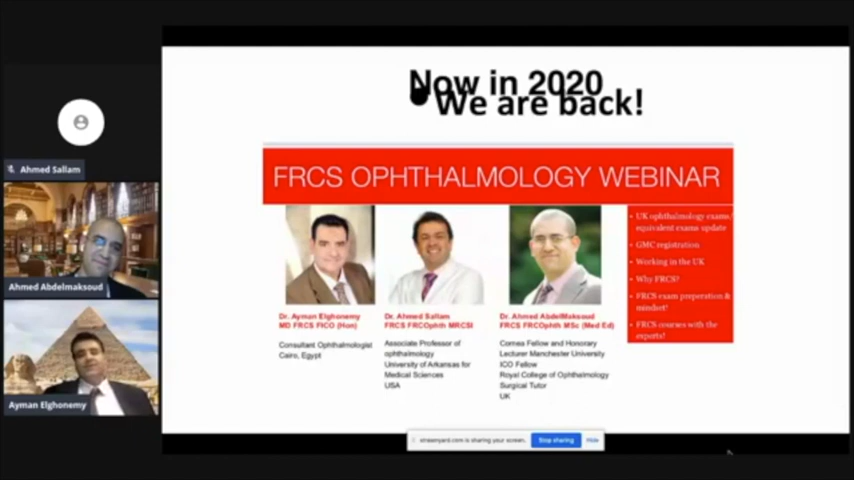 Now in 2020
We are back!
FRCS OPHTHALMOLOGY WEBINAR
• UK ophthalmology exams/
equivalent exams update
• GMC registration
• Working in the UK
• Why FRCS?
• FRCS exam preparation &
mindset!
• FRCS courses with the
experts!
Dr. Ayman Elghonemy
MD FRCS FICO (Hon)
Consultant Ophthalmologist
Cairo, Egypt
Dr. Ahmed Sallam
FRCS FRCOphth MRCSI
Associate Professor of
ophthalmology
University of Arkansas for
Medical Sciences
USA
Dr. Ahmed AbdelMaksoud
FRCS FRCOphth MSc (Med Ed)
Cornea Fellow and Honorary
Lecturer Manchester University
ICO Fellow
Royal College of Ophthalmology
Surgical Tutor
UK
Ahmed Sallam
Ahmed Abdelmaksoud
Ayman Elghonemy
streamyard.com is sharing your screen.
Stop sharing
Hide